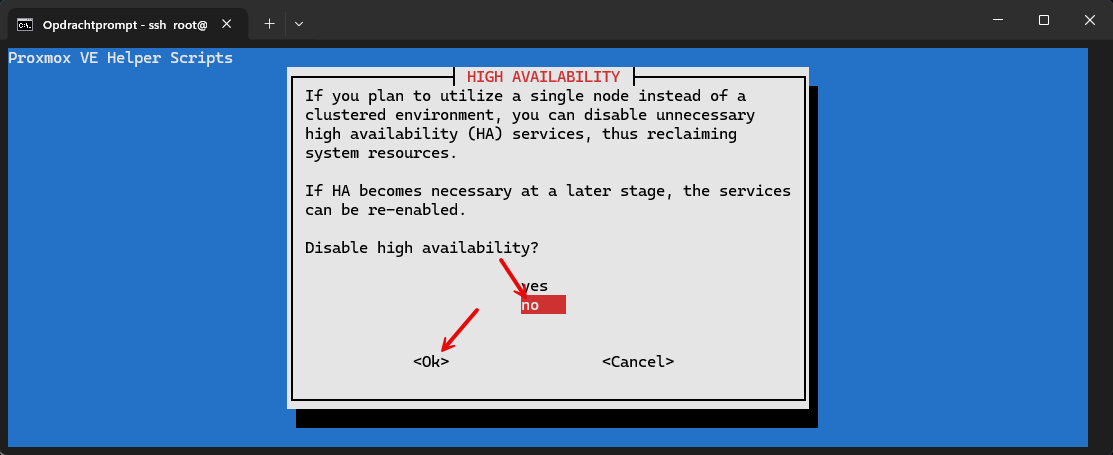 Opdrachtprompt - ssh root@
Proxmox VE Helper Scripts
HIGH AVAILABILITY
If you plan to utilize a single node instead of a
clustered environment, you can disable unnecessary
high availability (HA) services, thus reclaiming
system resources.
If HA becomes necessary at a later stage, the services
can be re-enabled.
Disable high availability?
yes
no
<Ok> <Cancel>